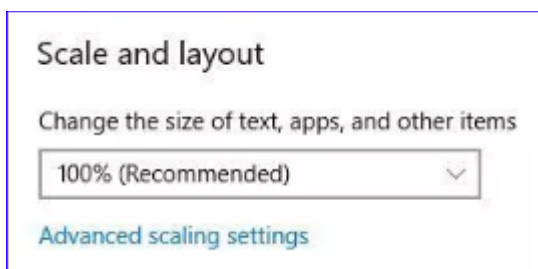 Scale and layout
Change the size of text, apps, and other items
100% (Recommended)
Advanced scaling settings